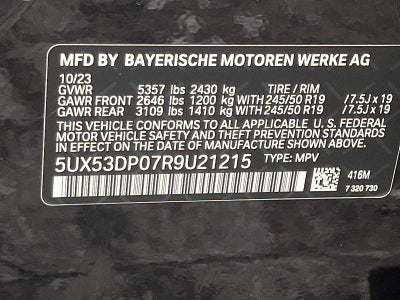 MFD BY BAYERISCHE MOTOREN WERKE AG
10/23
GVWR 5357 lbs 2430 kg TIRE / RIM
GAWR FRONT 2646 lbs 1200 kg WITH 245/50 R19 / 7.5J x 19
GAWR REAR 3109 lbs 1410 kg WITH 245/50 R19 / 7.5J x 19
THIS VEHICLE CONFORMS TO ALL APPLICABLE U.S. FEDERAL
MOTOR VEHICLE SAFETY AND THEFT PREVENTION STANDARDS
IN EFFECT ON THE DATE OF MANUFACTURE SHOWN ABOVE.
5UX53DP07R9U21215 TYPE: MPV
416M
7 320 730